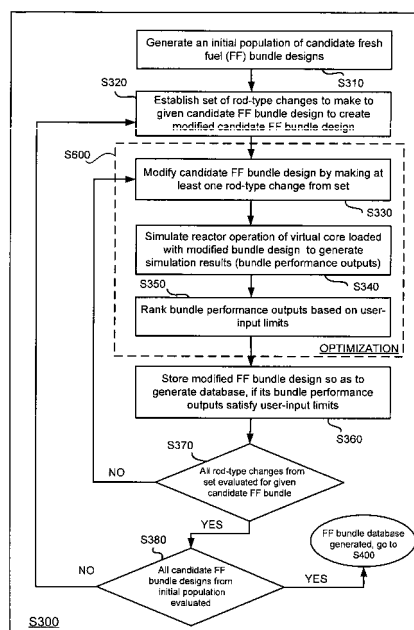 Generate an initial population of candidate fresh
fuel (FF) bundle designs
S310
S320
Establish set of rod-type changes to make to
given candidate FF bundle design to create
modified candidate FF bundle design
S600
Modify candidate FF bundle design by making
at least one rod-type change from set
S330
Simulate reactor operation of virtual core loaded
with modified bundle design to generate
simulation results (bundle performance outputs)
S350
S340
Rank bundle performance outputs based on user-
input limits
OPTIMIZATION
Store modified FF bundle design so as to
generate database, if its bundle performance
outputs satisfy user-input limits
S360
S370
NO
All rod-type changes from
set evaluated for given
candidate FF bundle
YES
S380
FF bundle database
generated, go to
S400
NO
All candidate FF
bundle designs from
initial population
evaluated
YES
S300